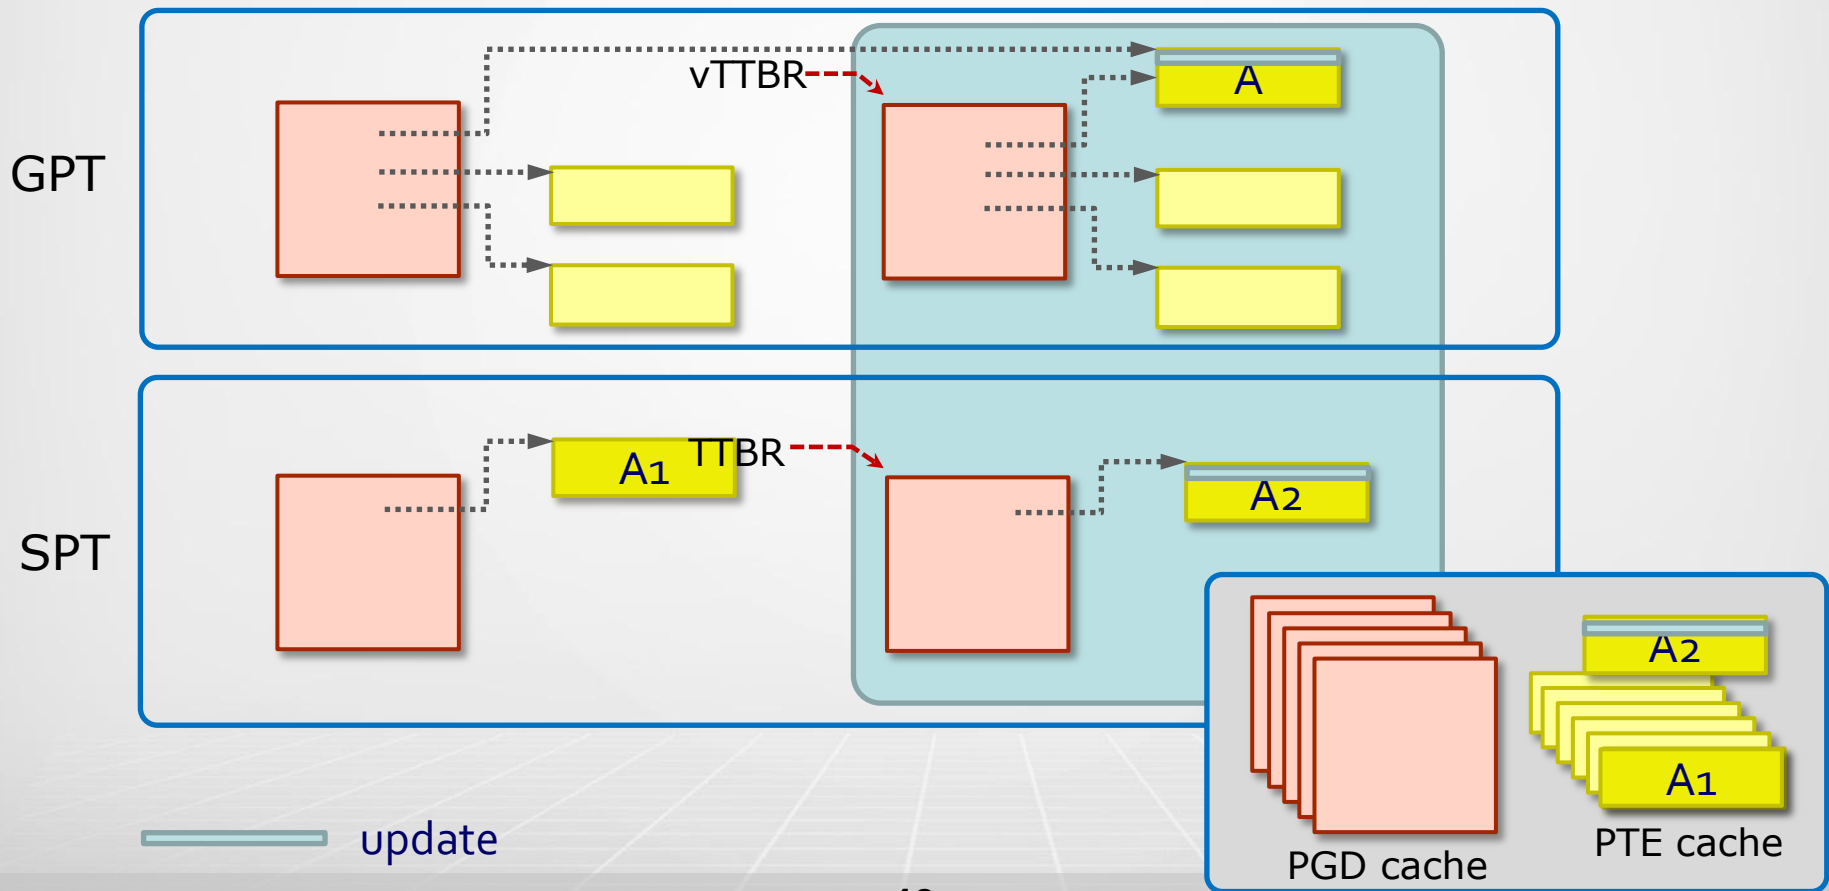 vTTBR
A
GPT
A1
TTBR
A2
SPT
A2
A1
update
PGD cache
PTE cache